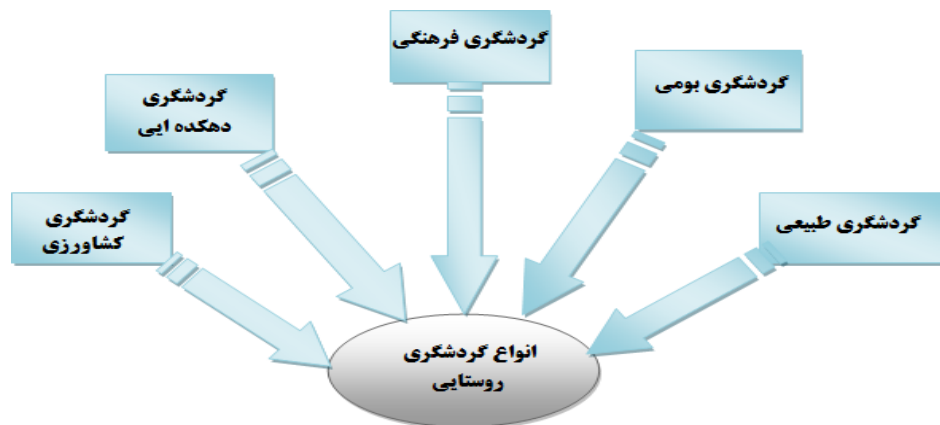 گردشگری فرهنگی
گردشگری بومی
گردشگری
دهکده ایی
گردشگری طبیعی
گردشگری
کشاورزی
انواع گردشگری
روستایی